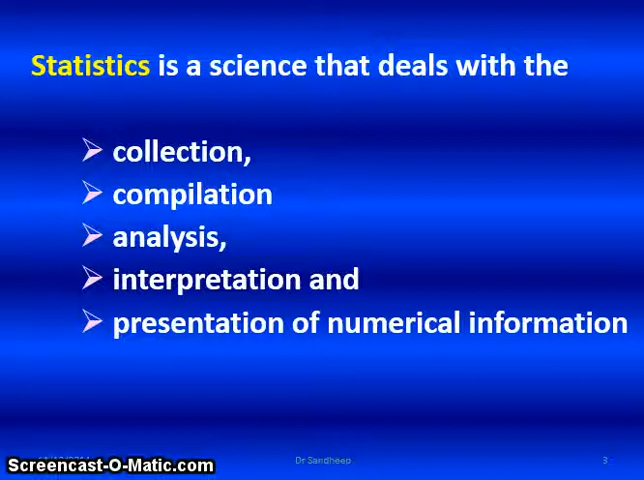 Statistics is a science that deals with the
collection,
compilation
analysis,
interpretation and
presentation of numerical information
Dr Sandheep
3
Screencast-O-Matic.com